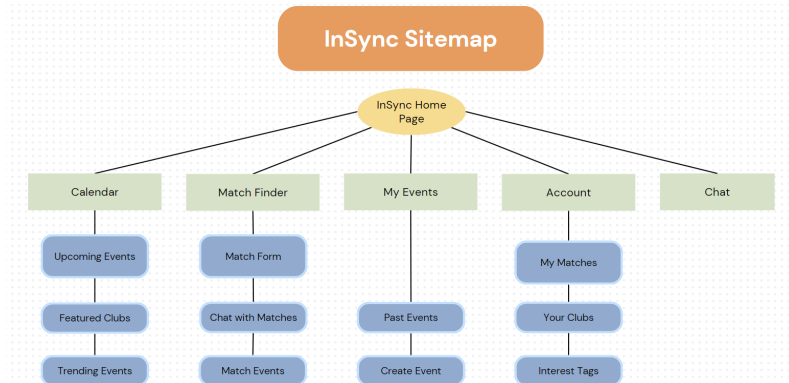 InSync Sitemap
InSync Home
Page
Calendar
Match Finder
My Events
Account
Chat
Upcoming Events
Match Form
My Matches
Featured Clubs
Chat with Matches
Past Events
Your Clubs
Trending Events
Match Events
Create Event
Interest Tags